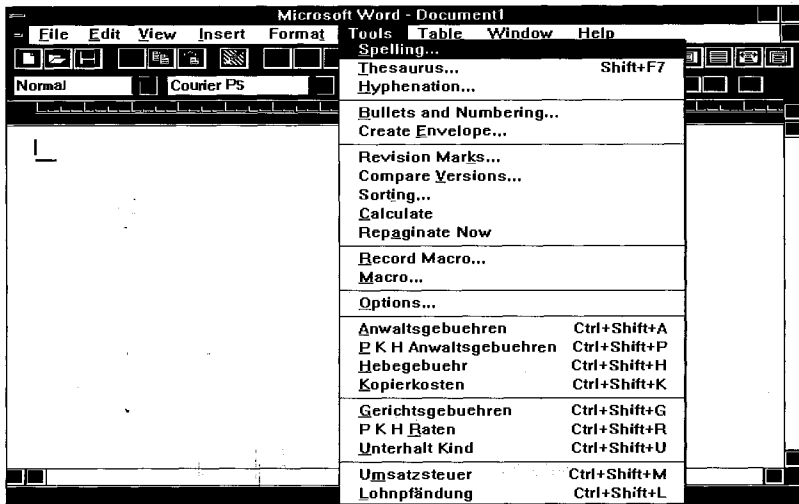 Microsoft Word - Document1
File Edit View Insert Format Tools Table Window Help
Normal Courier PS
Spelling...
Thesaurus... Shift+F7
Hyphenation...
Bullets and Numbering...
Create Envelope...
Revision Marks...
Compare Versions...
Sorting...
Calculate
Repaginate Now
Record Macro...
Macro...
Options...
Anwaltsgebuehren Ctrl+Shift+A
P K H Anwaltsgebuehren Ctrl+Shift+P
Hebegebuehr Ctrl+Shift+H
Kopierkosten Ctrl+Shift+K
Gerichtsgebuehren Ctrl+Shift+G
P K H Raten Ctrl+Shift+R
Unterhalt Kind Ctrl+Shift+U
Umsatzsteuer Ctrl+Shift+M
Lohnpfändung Ctrl+Shift+L